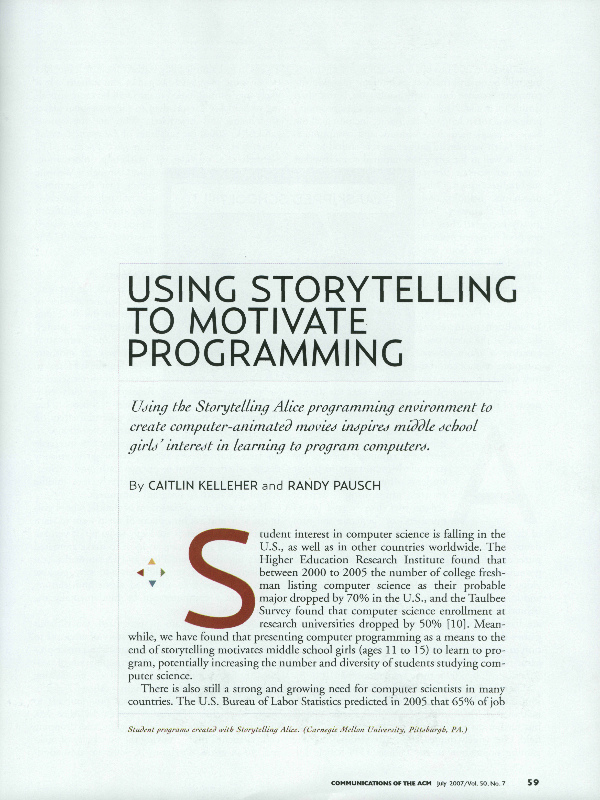 USING STORYTELLING
TO MOTIVATE
PROGRAMMING
Using the Storytelling Alice programming environment to
create computer-animated movies inspires middle school
girls' interest in learning to program computers.
By CAITLIN KELLEHER and RANDY PAUSCH
Student interest in computer science is falling in the
U.S., as well as in other countries worldwide. The
Higher Education Research Institute found that
between 2000 to 2005 the number of college fresh-
man listing computer science as their probable
major dropped by 70% in the U.S., and the Taulbee
Survey found that computer science enrollment at
research universities dropped by 50% [10]. Mean-
while, we have found that presenting computer programming as a means to the
end of storytelling motivates middle school girls (ages 11 to 15) to learn to pro-
gram, potentially increasing the number and diversity of students studying com-
puter science.
There is also still a strong and growing need for computer scientists in many
countries. The U.S. Bureau of Labor Statistics predicted in 2005 that 65% of job
Student programs created with Storytelling Alice. (Carnegie Mellon University, Pittsburgh, PA.)
COMMUNICATIONS OF THE ACM July 2007/Vol. 50, No. 7 59